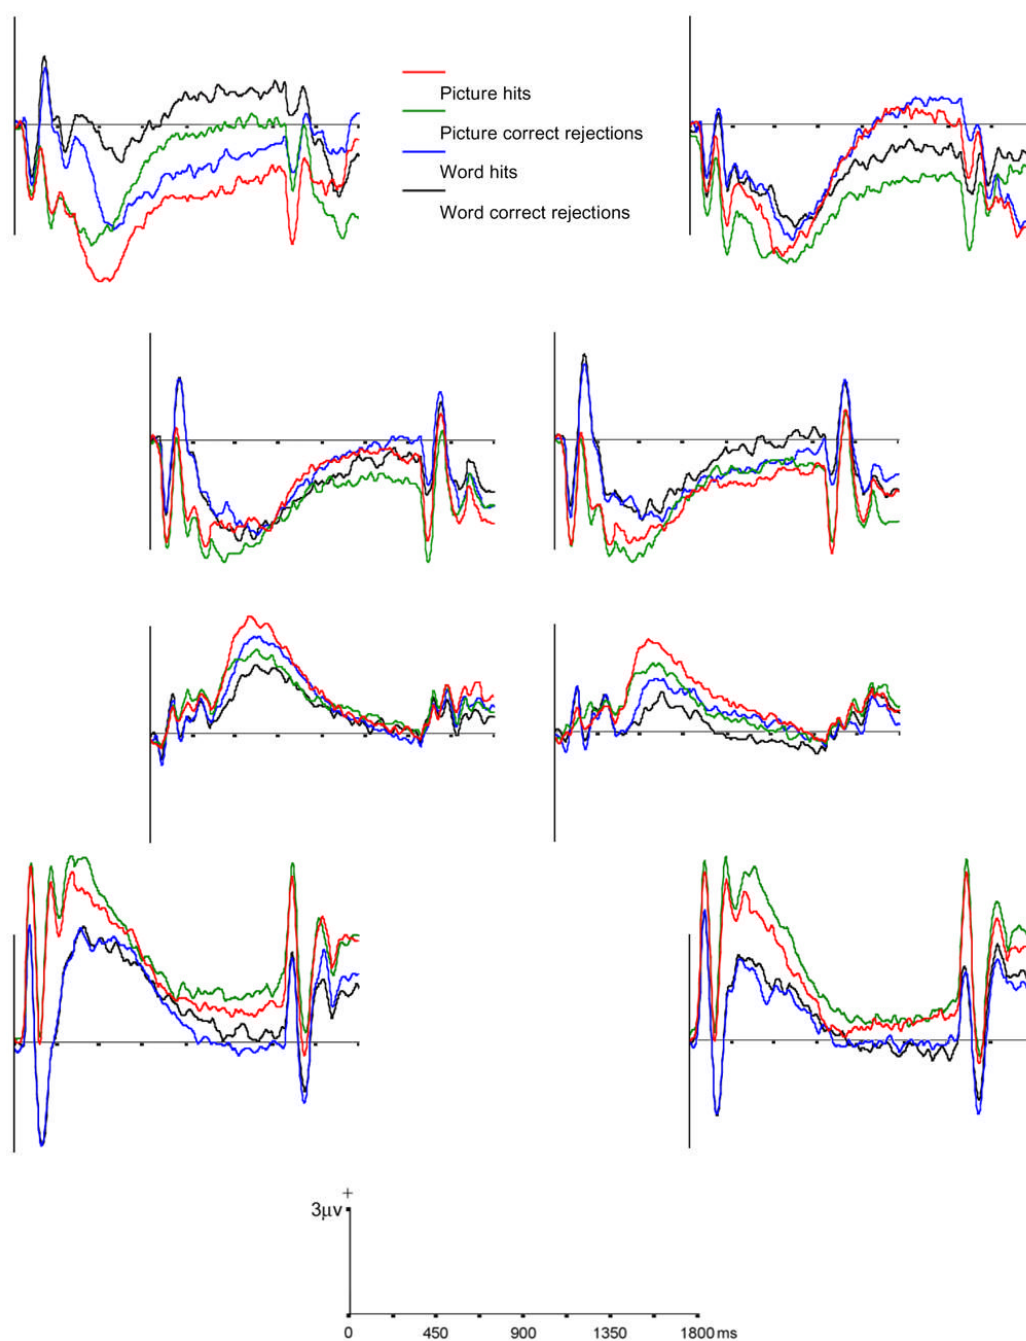 Picture hits
Picture correct rejections
Word hits
Word correct rejections
+
3μv
0 450 900 1350 1800 ms